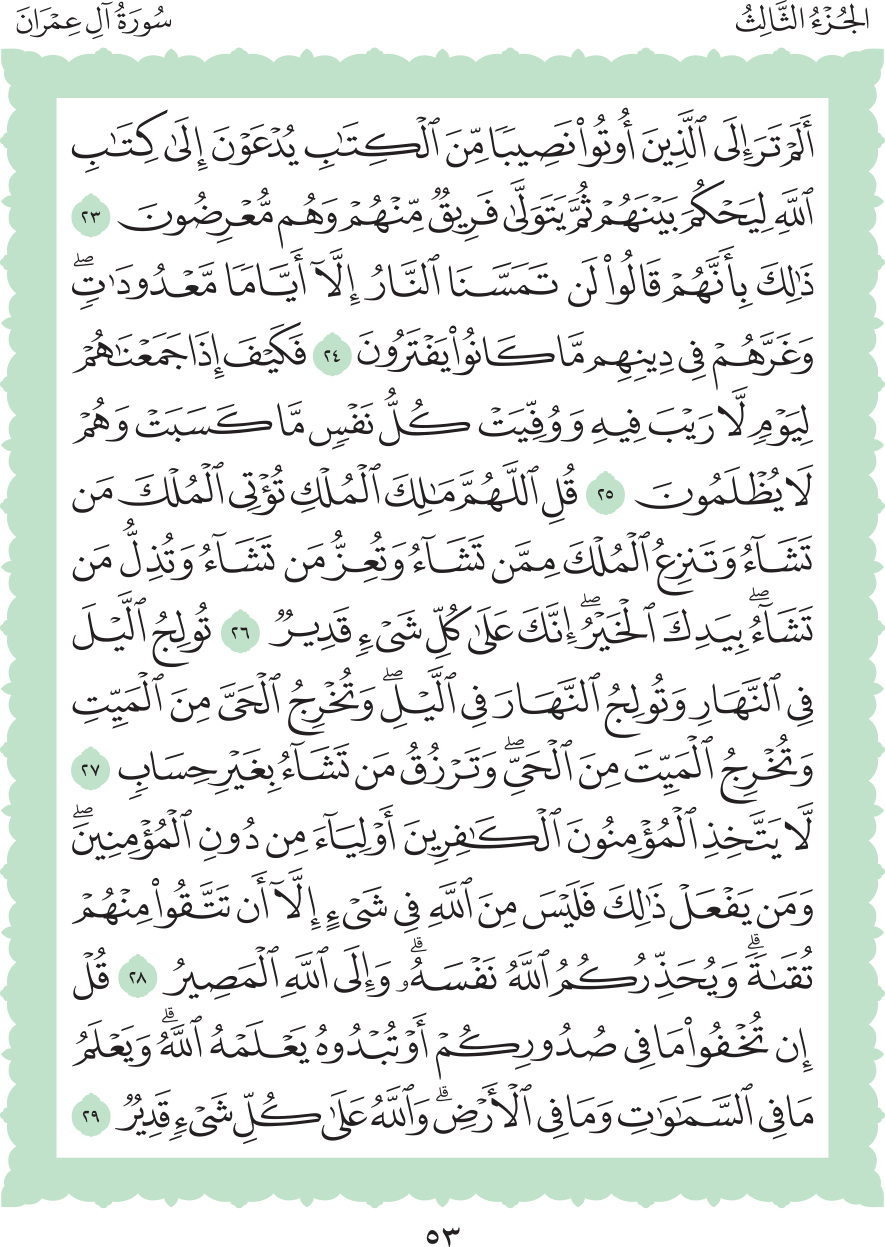 الجُزْءُ الثَّالِثُ
سُورَةُ آلِ عِمْرَانَ
أَلَمْ تَرَ إِلَى ٱلَّذِينَ أُوتُواْ نَصِيبٗا مِّنَ ٱلْكِتَٰبِ يُدْعَوْنَ إِلَىٰ كِتَٰبِ
ٱللَّهِ لِيَحْكُمَ بَيْنَهُمْ ثُمَّ يَتَوَلَّىٰ فَرِيقٞ مِّنْهُمْ وَهُم مُّعْرِضُونَ ٢٣
ذَٰلِكَ بِأَنَّهُمْ قَالُواْ لَن تَمَسَّنَا ٱلنَّارُ إِلَّآ أَيَّامٗا مَّعْدُودَٰتٖۖ
وَغَرَّهُمْ فِي دِينِهِم مَّا كَانُواْ يَفْتَرُونَ ٢٤ فَكَيْفَ إِذَا جَمَعْنَٰهُمْ
لِيَوْمٖ لَّا رَيْبَ فِيهِ وَوُفِّيَتْ كُلُّ نَفْسٖ مَّا كَسَبَتْ وَهُمْ
لَا يُظْلَمُونَ ٢٥ قُلِ ٱللَّهُمَّ مَٰلِكَ ٱلْمُلْكِ تُؤْتِي ٱلْمُلْكَ مَن
تَشَآءُ وَتَنزِعُ ٱلْمُلْكَ مِمَّن تَشَآءُ وَتُعِزُّ مَن تَشَآءُ وَتُذِلُّ مَن
تَشَآءُۖ بِيَدِكَ ٱلْخَيْرُۖ إِنَّكَ عَلَىٰ كُلِّ شَيْءٖ قَدِيرٞ ٢٦ تُولِجُ ٱلَّيْلَ
فِي ٱلنَّهَارِ وَتُولِجُ ٱلنَّهَارَ فِي ٱلَّيْلِۖ وَتُخْرِجُ ٱلْحَيَّ مِنَ ٱلْمَيِّتِ
وَتُخْرِجُ ٱلْمَيِّتَ مِنَ ٱلْحَيِّۖ وَتَرْزُقُ مَن تَشَآءُ بِغَيْرِ حِسَابٖ ٢٧
لَّا يَتَّخِذِ ٱلْمُؤْمِنُونَ ٱلْكَٰفِرِينَ أَوْلِيَآءَ مِن دُونِ ٱلْمُؤْمِنِينَۖ
وَمَن يَفْعَلْ ذَٰلِكَ فَلَيْسَ مِنَ ٱللَّهِ فِي شَيْءٍ إِلَّآ أَن تَتَّقُواْ مِنْهُمْ
تُقَىٰةٗۗ وَيُحَذِّرُكُمُ ٱللَّهُ نَفْسَهُۥۗ وَإِلَى ٱللَّهِ ٱلْمَصِيرُ ٢٨ قُلْ
إِن تُخْفُواْ مَا فِي صُدُورِكُمْ أَوْ تُبْدُوهُ يَعْلَمْهُ ٱللَّهُۗ وَيَعْلَمُ
مَا فِي ٱلسَّمَٰوَٰتِ وَمَا فِي ٱلْأَرْضِۗ وَٱللَّهُ عَلَىٰ كُلِّ شَيْءٖ قَدِيرٞ ٢٩
٥٣